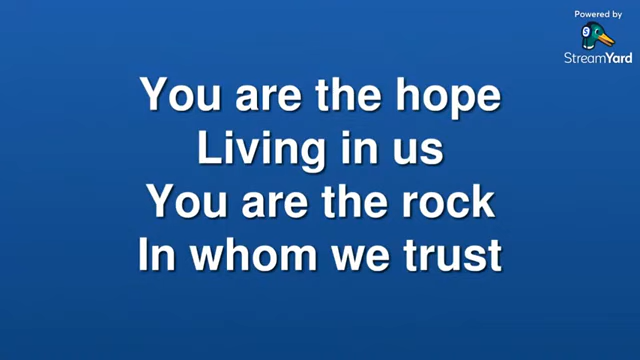 Powered by
StreamYard
You are the hope
Living in us
You are the rock
In whom we trust